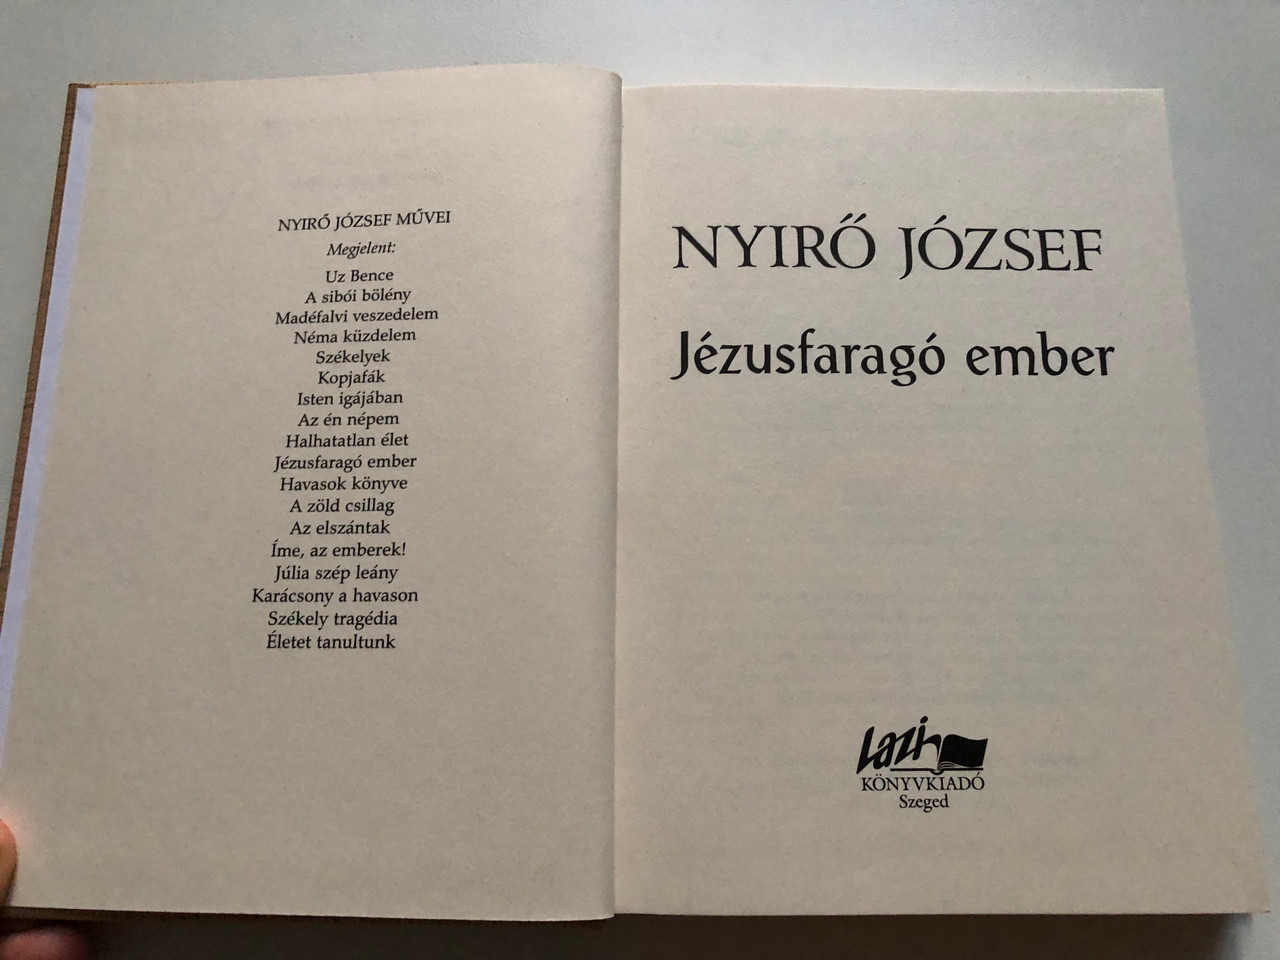 NYIRŐ JÓZSEF MŰVEI
Megjelent:
Uz Bence
A sibói bölény
Madéfalvi veszedelem
Néma küzdelem
Székelyek
Kopjafák
Isten igájában
Az én népem
Halhatatlan élet
Jézusfaragó ember
Havasok könyve
A zöld csillag
Az elszántak
Íme, az emberek!
Júlia szép leány
Karácsony a havason
Székely tragédia
Életet tanultunk
NYIRŐ JÓZSEF
Jézusfaragó ember
Lazi
KÖNYVKIADÓ
Szeged